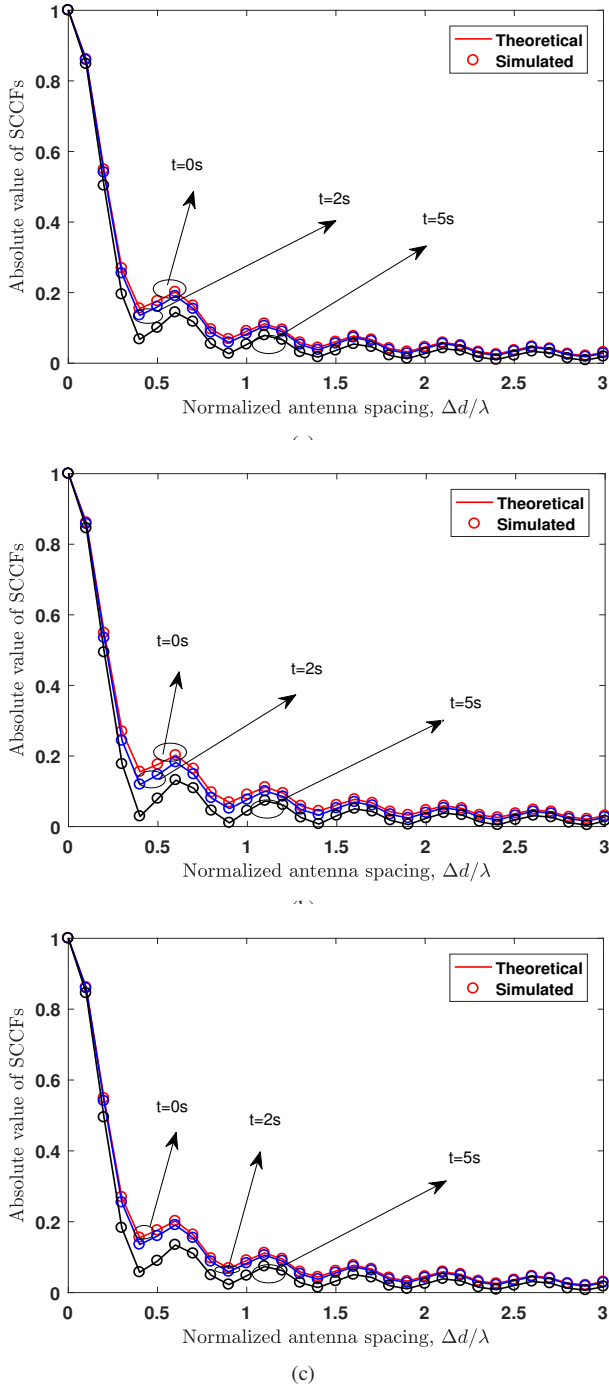 1
0.8
0.6
0.4
0.2
0
Absolute value of SCCFs
Theoretical
Simulated
t=0s
t=2s
t=5s
0 0.5 1 1.5 2 2.5 3
Normalized antenna spacing, Δd/λ
1
0.8
0.6
0.4
0.2
0
Absolute value of SCCFs
Theoretical
Simulated
t=0s
t=2s
t=5s
0 0.5 1 1.5 2 2.5 3
Normalized antenna spacing, Δd/λ
1
0.8
0.6
0.4
0.2
0
Absolute value of SCCFs
Theoretical
Simulated
t=0s
t=2s
t=5s
0 0.5 1 1.5 2 2.5 3
Normalized antenna spacing, Δd/λ
(c)